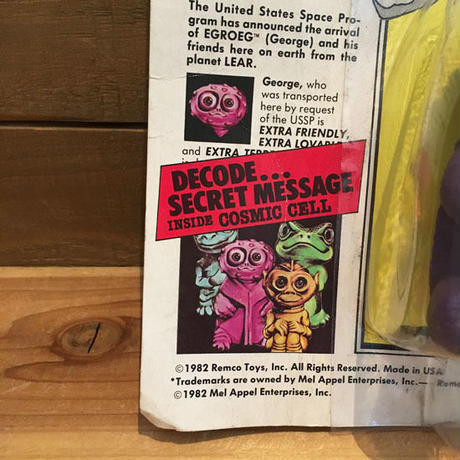 The United States Space Pro-
gram has announced the arrival
of EGROEG™ (George) and his
friends here on earth from the
planet LEAR.
George, who
was transported
here by request
of the USSP is
EXTRA FRIENDLY,
EXTRA LOVABLE
and EXTRA
DECODE...
SECRET MESSAGE
INSIDE COSMIC CELL
©1982 Remco Toys, Inc. All Rights Reserved. Made in USA
*Trademarks are owned by Mel Appel Enterprises, Inc.—
©1982 Mel Appel Enterprises, Inc.